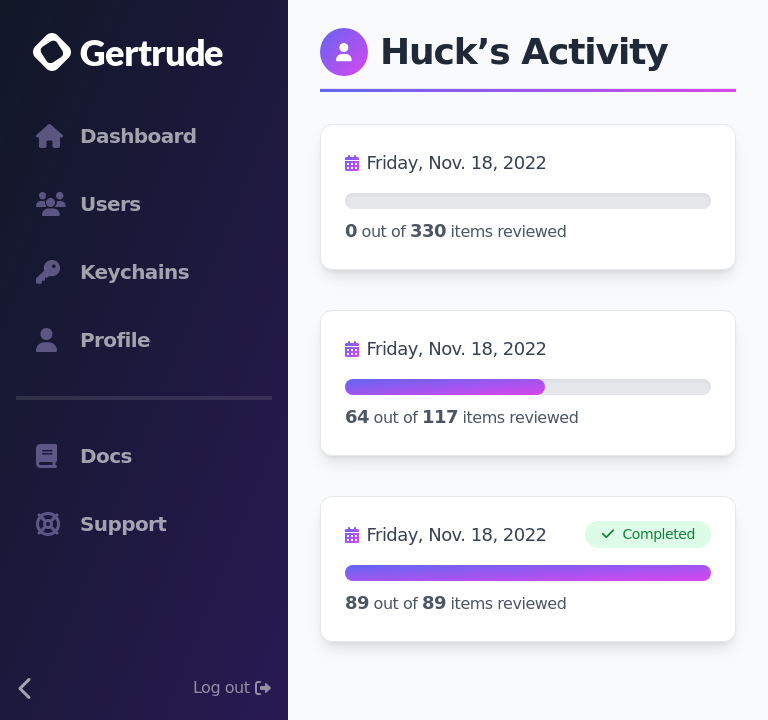 Gertrude
Dashboard
Users
Keychains
Profile
Docs
Support
Log out
Huck’s Activity
Friday, Nov. 18, 2022
0 out of 330 items reviewed
Friday, Nov. 18, 2022
64 out of 117 items reviewed
Friday, Nov. 18, 2022
Completed
89 out of 89 items reviewed